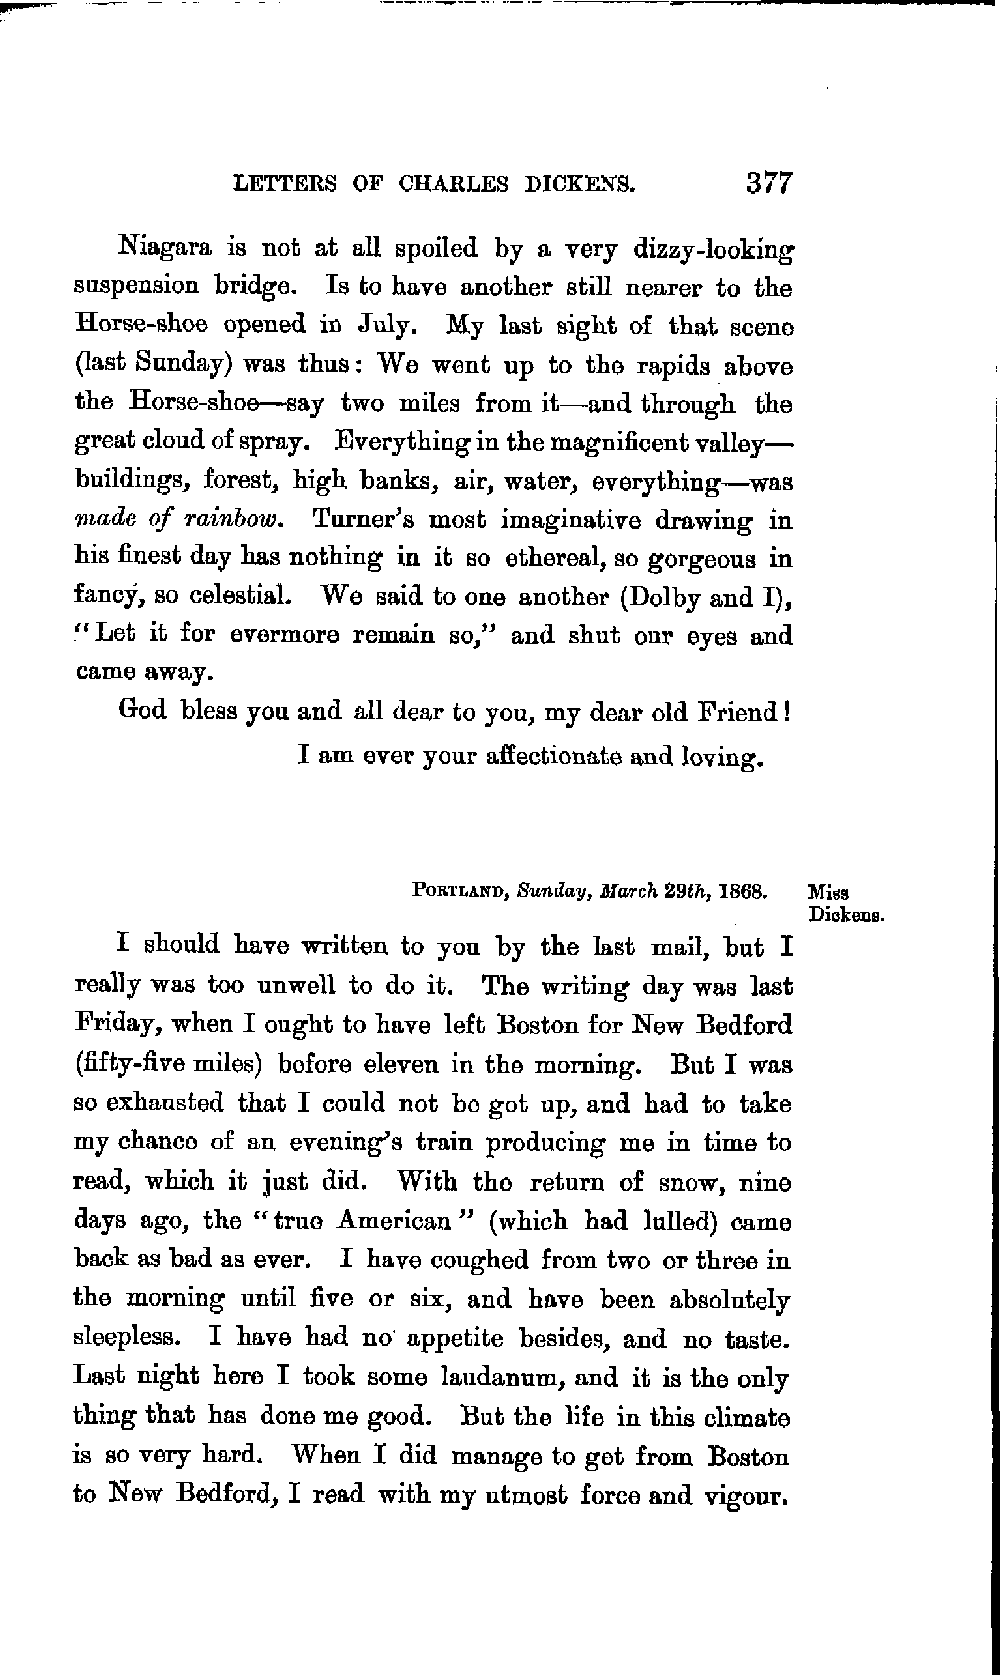 LETTERS OF CHARLES DICKENS. 377
Niagara is not at all spoiled by a very dizzy-looking
suspension bridge. Is to have another still nearer to the
Horse-shoe opened in July. My last sight of that scene
(last Sunday) was thus: We went up to the rapids above
the Horse-shoe—say two miles from it—and through the
great cloud of spray. Everything in the magnificent valley—
buildings, forest, high banks, air, water, everything—was
made of rainbow. Turner's most imaginative drawing in
his finest day has nothing in it so ethereal, so gorgeous in
fancy, so celestial. We said to one another (Dolby and I),
"Let it for evermore remain so," and shut our eyes and
came away.
God bless you and all dear to you, my dear old Friend!
I am ever your affectionate and loving.
PORTLAND, Sunday, March 29th, 1868.
Miss
Dickens.
I should have written to you by the last mail, but I
really was too unwell to do it. The writing day was last
Friday, when I ought to have left Boston for New Bedford
(fifty-five miles) before eleven in the morning. But I was
so exhausted that I could not be got up, and had to take
my chance of an evening's train producing me in time to
read, which it just did. With the return of snow, nine
days ago, the "true American" (which had lulled) came
back as bad as ever. I have coughed from two or three in
the morning until five or six, and have been absolutely
sleepless. I have had no appetite besides, and no taste.
Last night here I took some laudanum, and it is the only
thing that has done me good. But the life in this climate
is so very hard. When I did manage to get from Boston
to New Bedford, I read with my utmost force and vigour.